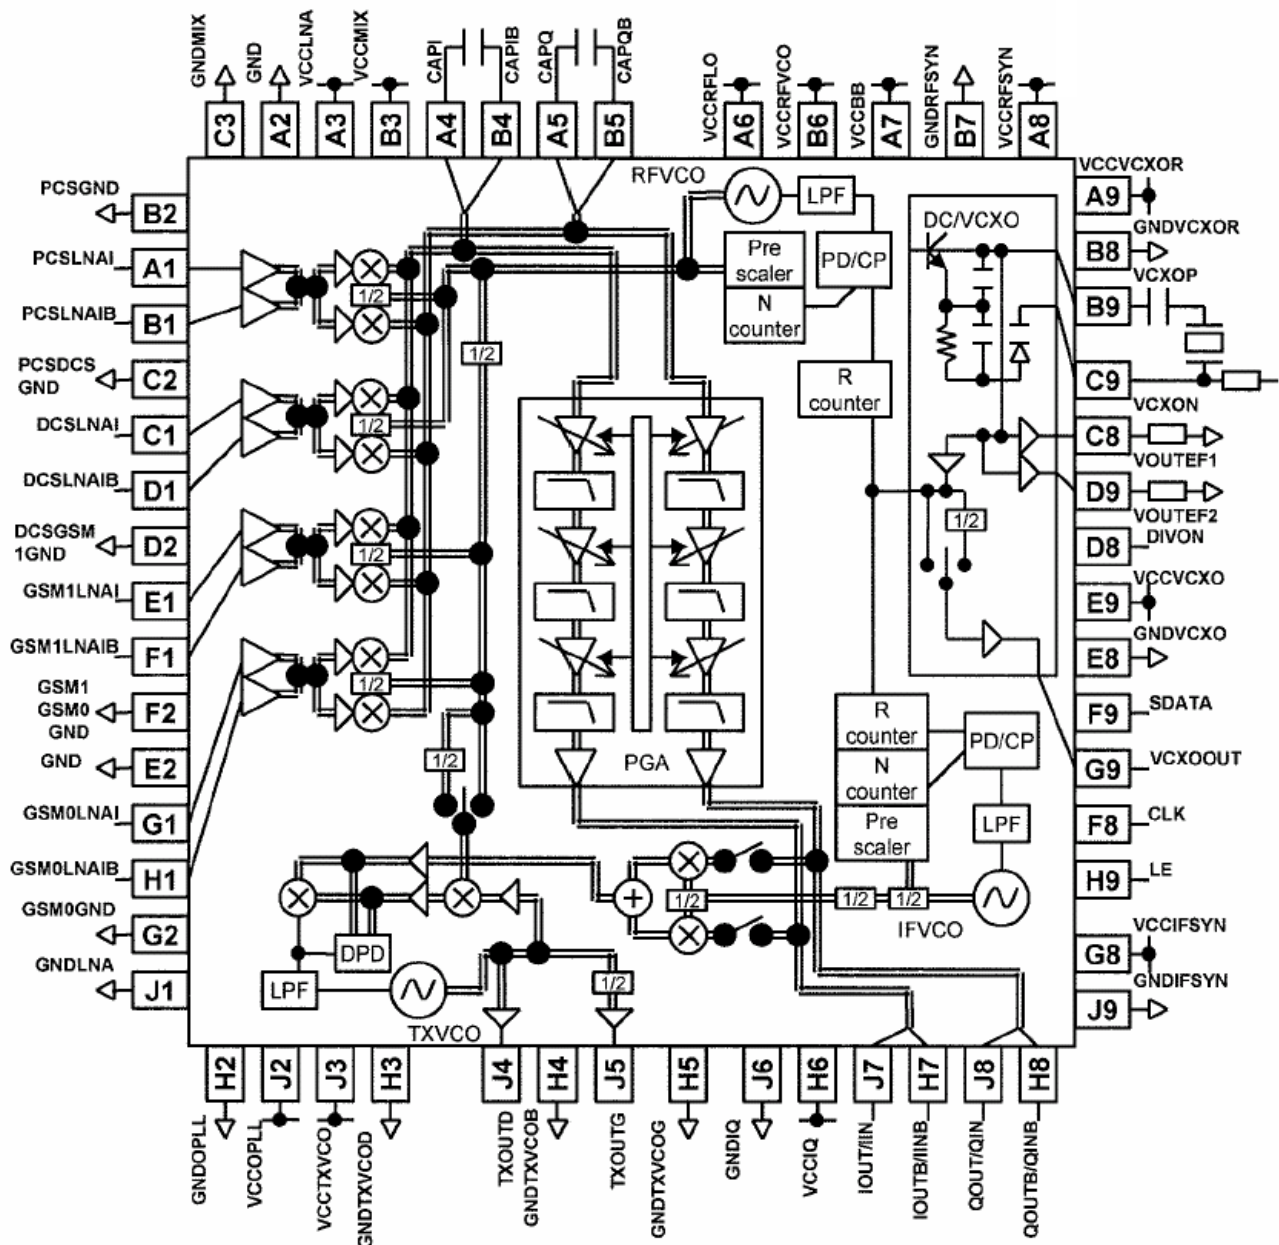 GNDMIX
GND
VCCLNA
VCCMIX
CAPI
CAPIB
CAPQ
CAPQB
VCCRFLO
VCCRFVCO
VCCBB
GNDRFSYN
VCCRFSYN
C3
A2
A3
B3
A4
B4
A5
B5
A6
B6
A7
B7
A8
PCSGND
B2
PCSLNAI
A1
PCSLNAIB
B1
PCSDCS
GND
C2
DCSLNAI
C1
DCSLNAIB
D1
DCSGSM
1GND
D2
GSM1LNAI
E1
GSM1LNAIB
F1
GSM1
GSM0
GND
F2
GND
E2
GSM0LNAI
G1
GSM0LNAIB
H1
GSM0GND
G2
GNDLNA
J1
1/2
1/2
1/2
1/2
1/2
1/2
RFVCO
LPF
Pre
scaler
N
counter
PD/CP
R
counter
PGA
DC/VCXO
1/2
R
counter
N
counter
Pre
scaler
PD/CP
LPF
IFVCO
1/2
1/2
1/2
DPD
LPF
TXVCO
1/2
VCCVCXOR
A9
GNDVCXOR
B8
VCXOP
B9
C9
VCXON
C8
VOUTEF1
D9
VOUTEF2
DIVON
D8
VCCVCXO
E9
GNDVCXO
E8
SDATA
F9
VCXOOUT
G9
CLK
F8
LE
H9
VCCIFSYN
G8
GNDIFSYN
J9
H2
J2
J3
H3
J4
H4
J5
H5
J6
H6
J7
H7
J8
H8
GNDOPLL
VCCOPLL
VCCTXVCO
GNDTXVCOD
TXOUTD
GNDTXVCOB
TXOUTG
GNDTXVCOG
GNDIQ
VCCIQ
IOUT/IIN
IOUTB/IINB
QOUT/QIN
QOUTB/QINB